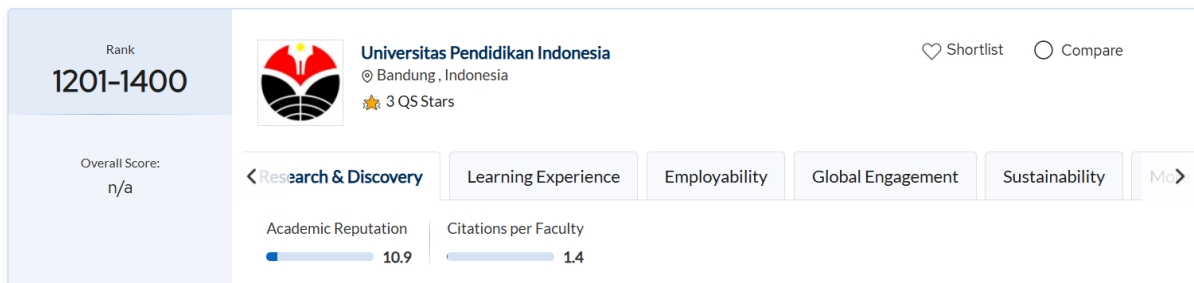 Rank
1201-1400
Overall Score:
n/a
Universitas Pendidikan Indonesia
Bandung , Indonesia
3 QS Stars
Shortlist
Compare
Research & Discovery
Learning Experience
Employability
Global Engagement
Sustainability
Academic Reputation
10.9
Citations per Faculty
1.4